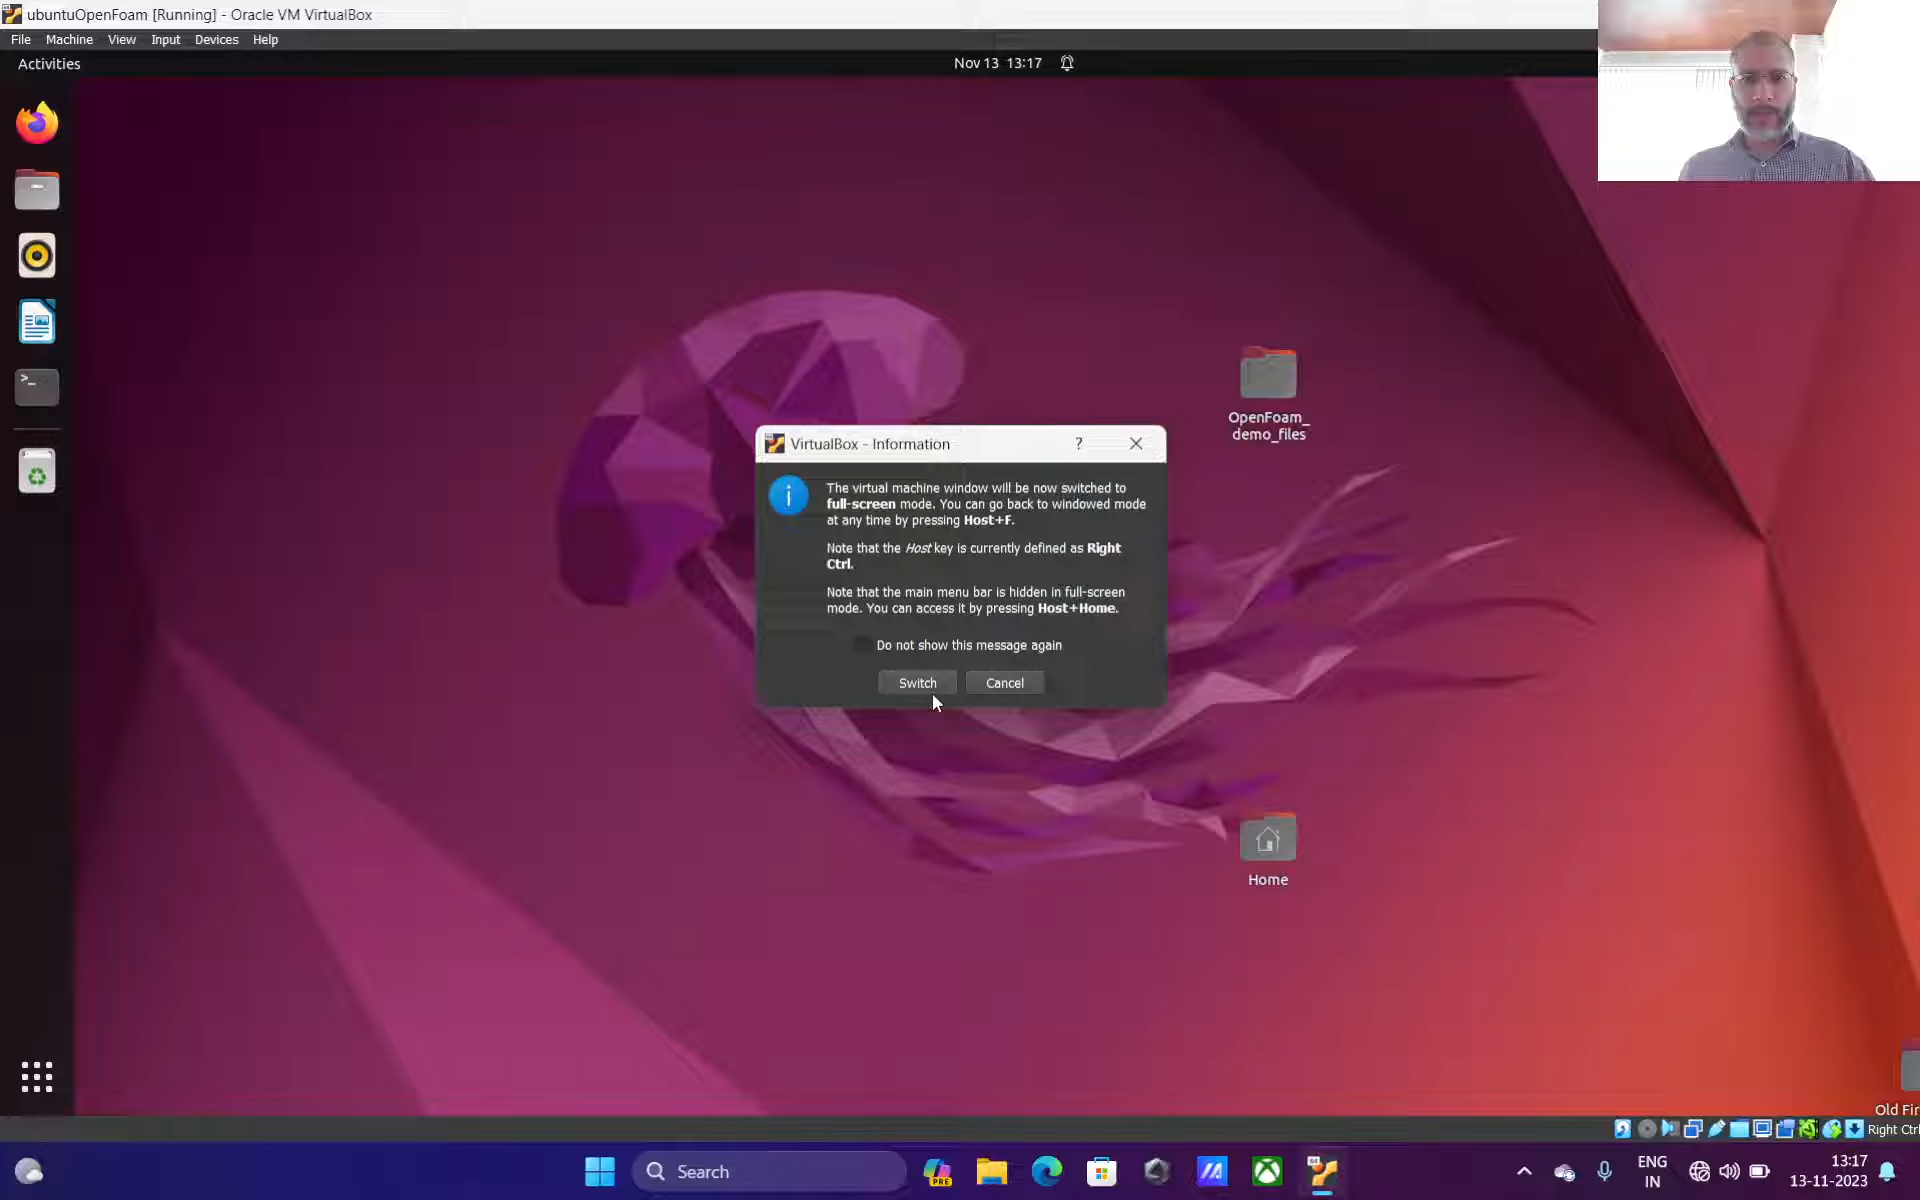 ubuntuOpenFoam [Running] - Oracle VM VirtualBox
File Machine View Input Devices Help
Activities
Nov 13 13:17
OpenFoam_
demo_files
VirtualBox - Information
?
The virtual machine window will be now switched to
full-screen mode. You can go back to windowed mode
at any time by pressing Host+F.
Note that the Host key is currently defined as Right
Ctrl.
Note that the main menu bar is hidden in full-screen
mode. You can access it by pressing Host+Home.
Do not show this message again
Switch Cancel
Home
Old Fir
Right Ctrl
Search
PRE
ENG
IN
13:17
13-11-2023